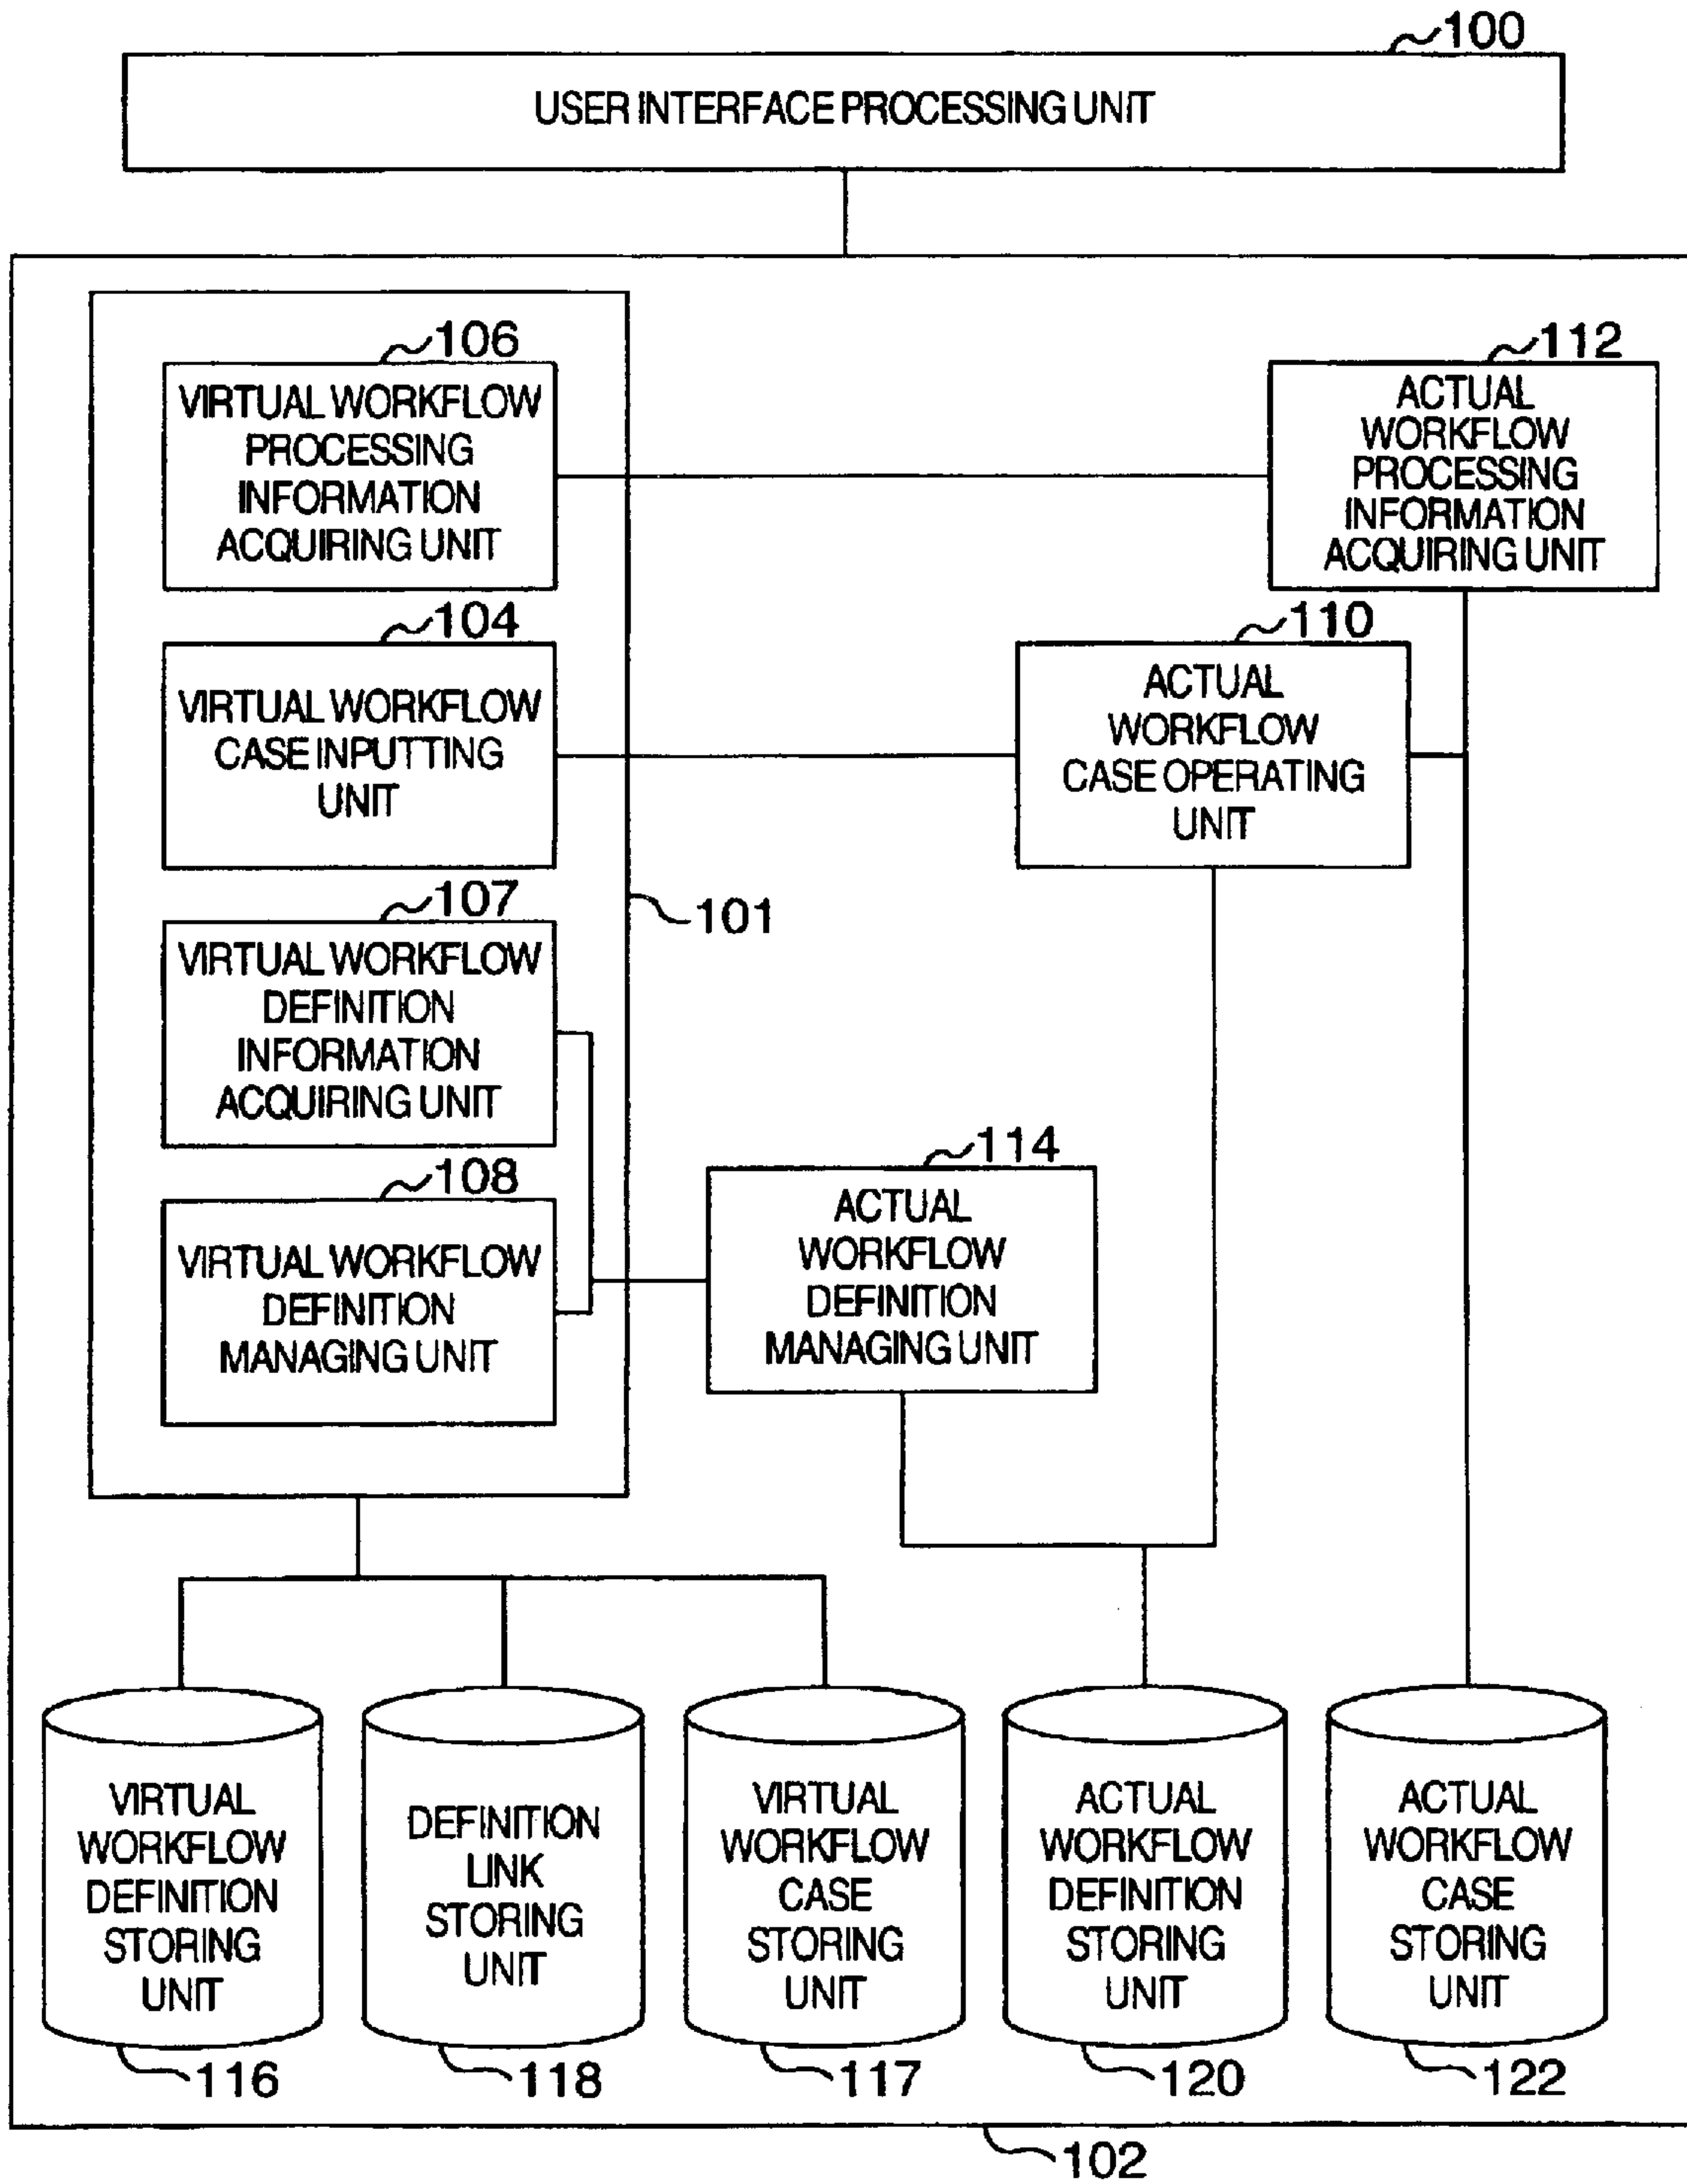 100
USER INTERFACE PROCESSING UNIT
106
VIRTUAL WORKFLOW
PROCESSING
INFORMATION
ACQUIRING UNIT
112
ACTUAL
WORKFLOW
PROCESSING
INFORMATION
ACQUIRING UNIT
104
VIRTUAL WORKFLOW
CASE INPUTTING
UNIT
110
ACTUAL
WORKFLOW
CASE OPERATING
UNIT
107
VIRTUAL WORKFLOW
DEFINITION
INFORMATION
ACQUIRING UNIT
101
108
VIRTUAL WORKFLOW
DEFINITION
MANAGING UNIT
114
ACTUAL
WORKFLOW
DEFINITION
MANAGING UNIT
VIRTUAL
WORKFLOW
DEFINITION
STORING
UNIT
116
DEFINITION
LINK
STORING
UNIT
118
VIRTUAL
WORKFLOW
CASE
STORING
UNIT
117
ACTUAL
WORKFLOW
DEFINITION
STORING
UNIT
120
ACTUAL
WORKFLOW
CASE
STORING
UNIT
122
102